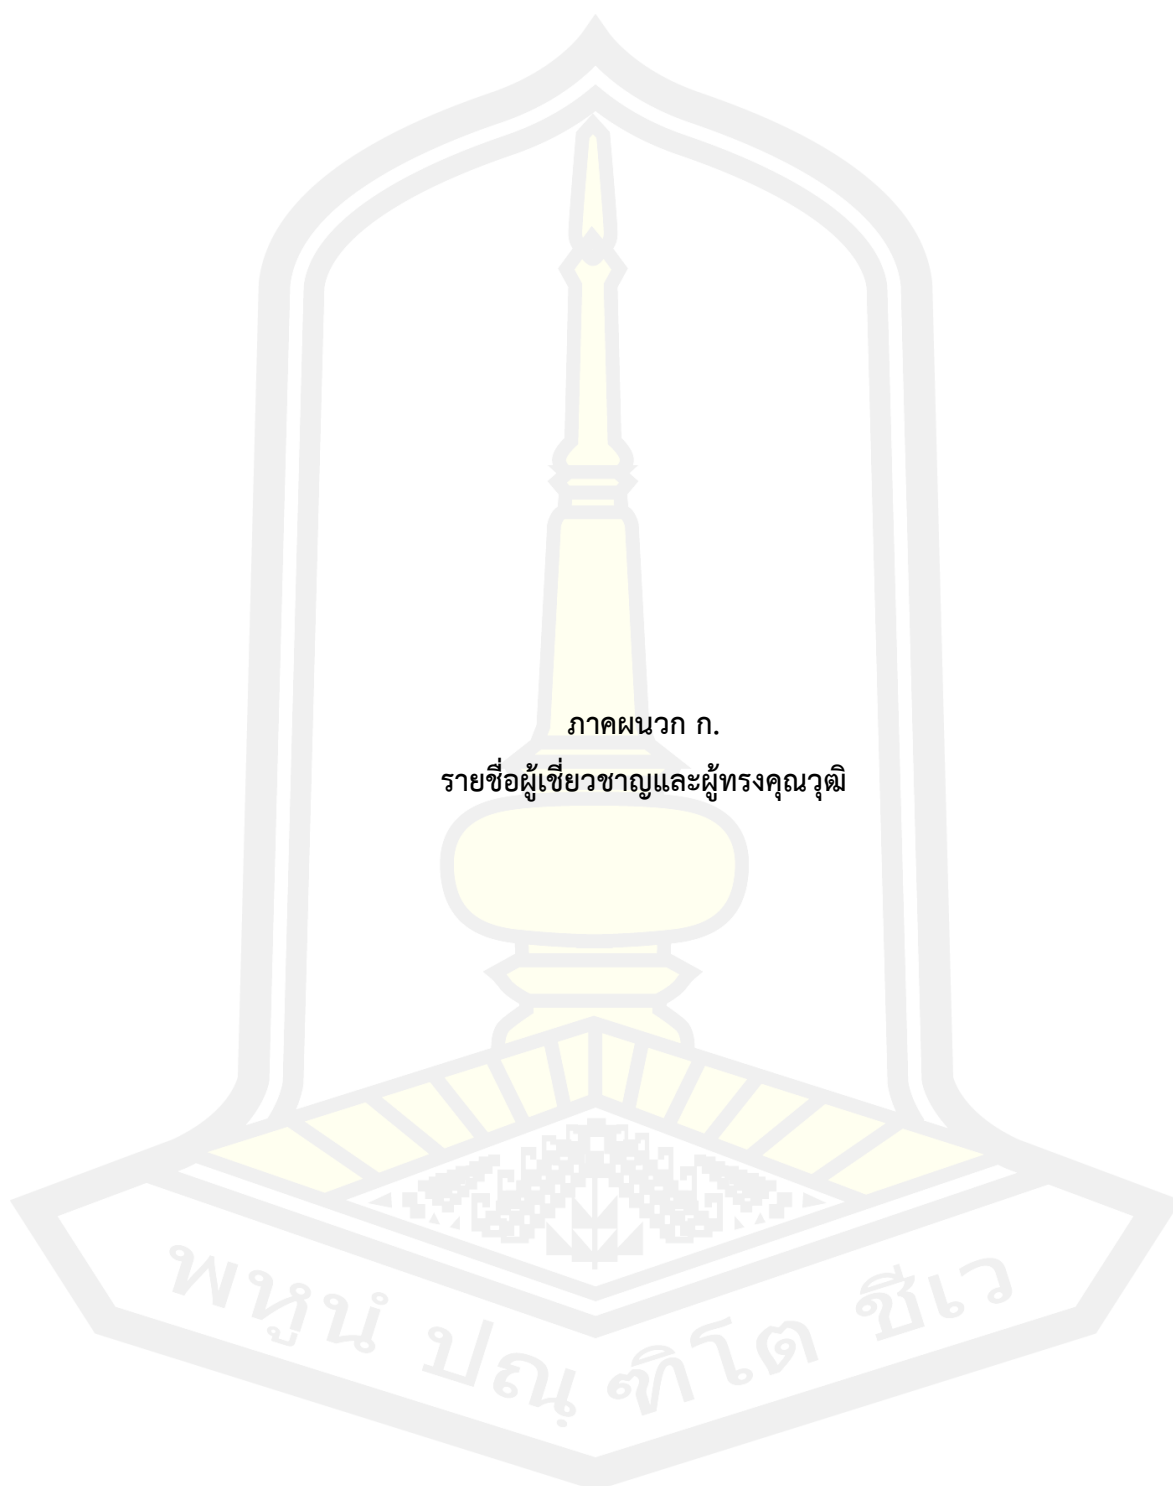 ภาคผนวก ก.
รายชื่อผู้เชี่ยวชาญและผู้ทรงคุณวุฒิ
พหูนํ ปณฺฑิโต ชีเว